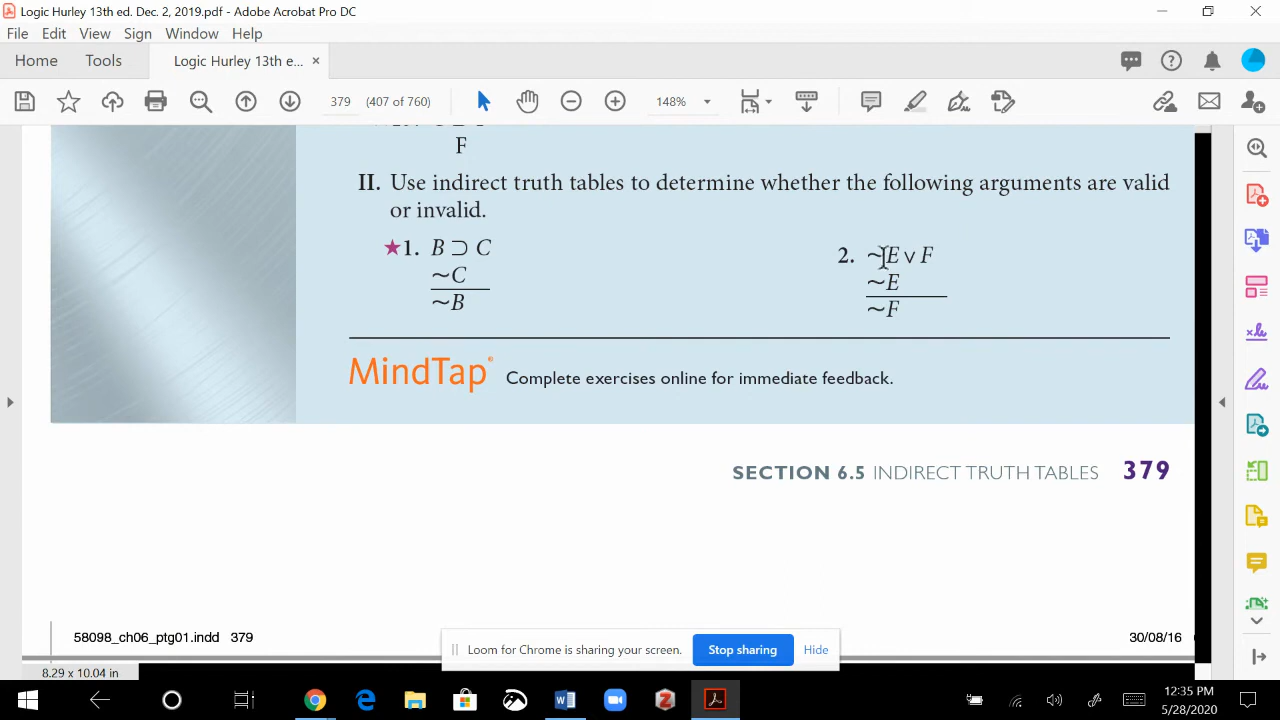 Logic Hurley 13th ed. Dec. 2, 2019.pdf - Adobe Acrobat Pro DC
File Edit View Sign Window Help
Home Tools Logic Hurley 13th e... ×
379 (407 of 760) 148%
F
II. Use indirect truth tables to determine whether the following arguments are valid
or invalid.
★1. B ⊃ C
~C
~B
2. ~E v F
~E
~F
MindTap® Complete exercises online for immediate feedback.
SECTION 6.5 INDIRECT TRUTH TABLES 379
58098_ch06_ptg01.indd 379 30/08/16
Loom for Chrome is sharing your screen. Stop sharing Hide
8.29 x 10.04 in
12:35 PM
5/28/2020